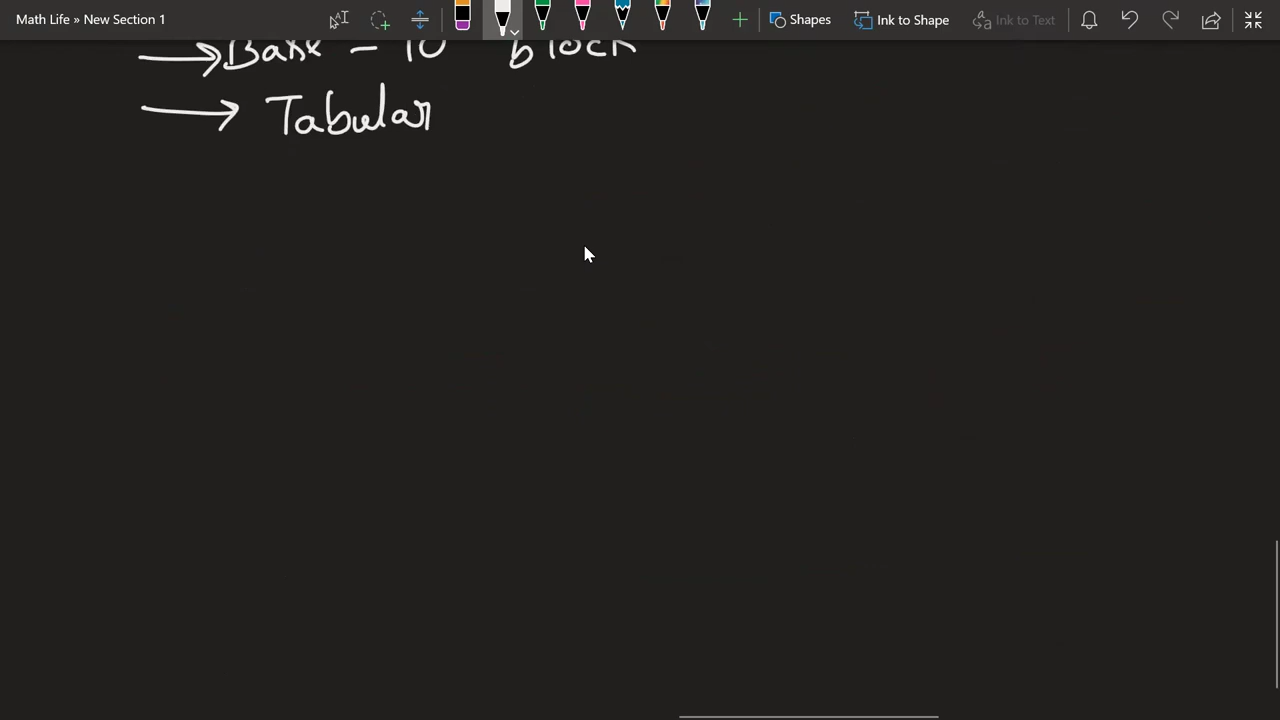 Math Life » New Section 1
Shapes
Ink to Shape
Ink to Text
→ Base - 10 block
→ Tabular